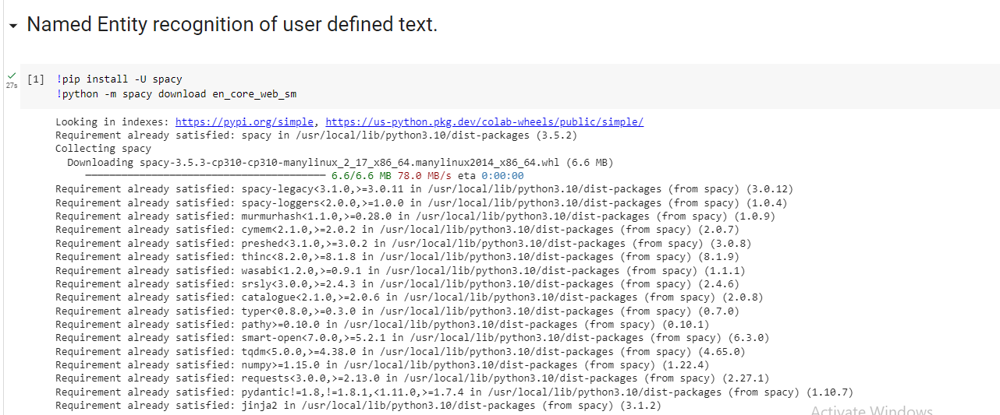 Named Entity recognition of user defined text.
[1] !pip install -U spacy
27s
!python -m spacy download en_core_web_sm
Looking in indexes: https://pypi.org/simple, https://us-python.pkg.dev/colab-wheels/public/simple/
Requirement already satisfied: spacy in /usr/local/lib/python3.10/dist-packages (3.5.2)
Collecting spacy
Downloading spacy-3.5.3-cp310-cp310-manylinux_2_17_x86_64.manylinux2014_x86_64.whl (6.6 MB)
6.6/6.6 MB 78.0 MB/s eta 0:00:00
Requirement already satisfied: spacy-legacy<3.1.0,>=3.0.11 in /usr/local/lib/python3.10/dist-packages (from spacy) (3.0.12)
Requirement already satisfied: spacy-loggers<2.0.0,>=1.0.0 in /usr/local/lib/python3.10/dist-packages (from spacy) (1.0.4)
Requirement already satisfied: murmurhash<1.1.0,>=0.28.0 in /usr/local/lib/python3.10/dist-packages (from spacy) (1.0.9)
Requirement already satisfied: cymem<2.1.0,>=2.0.2 in /usr/local/lib/python3.10/dist-packages (from spacy) (2.0.7)
Requirement already satisfied: preshed<3.1.0,>=3.0.2 in /usr/local/lib/python3.10/dist-packages (from spacy) (3.0.8)
Requirement already satisfied: thinc<8.2.0,>=8.1.8 in /usr/local/lib/python3.10/dist-packages (from spacy) (8.1.9)
Requirement already satisfied: wasabi<1.2.0,>=0.9.1 in /usr/local/lib/python3.10/dist-packages (from spacy) (1.1.1)
Requirement already satisfied: srsly<3.0.0,>=2.4.3 in /usr/local/lib/python3.10/dist-packages (from spacy) (2.4.6)
Requirement already satisfied: catalogue<2.1.0,>=2.0.6 in /usr/local/lib/python3.10/dist-packages (from spacy) (2.0.8)
Requirement already satisfied: typer<0.8.0,>=0.3.0 in /usr/local/lib/python3.10/dist-packages (from spacy) (0.7.0)
Requirement already satisfied: pathy>=0.10.0 in /usr/local/lib/python3.10/dist-packages (from spacy) (0.10.1)
Requirement already satisfied: smart-open<7.0.0,>=5.2.1 in /usr/local/lib/python3.10/dist-packages (from spacy) (6.3.0)
Requirement already satisfied: tqdm<5.0.0,>=4.38.0 in /usr/local/lib/python3.10/dist-packages (from spacy) (4.65.0)
Requirement already satisfied: numpy>=1.15.0 in /usr/local/lib/python3.10/dist-packages (from spacy) (1.22.4)
Requirement already satisfied: requests<3.0.0,>=2.13.0 in /usr/local/lib/python3.10/dist-packages (from spacy) (2.27.1)
Requirement already satisfied: pydantic!=1.8,!=1.8.1,<1.11.0,>=1.7.4 in /usr/local/lib/python3.10/dist-packages (from spacy) (1.10.7)
Requirement already satisfied: jinja2 in /usr/local/lib/python3.10/dist-packages (from spacy) (3.1.2)
Activate Windows